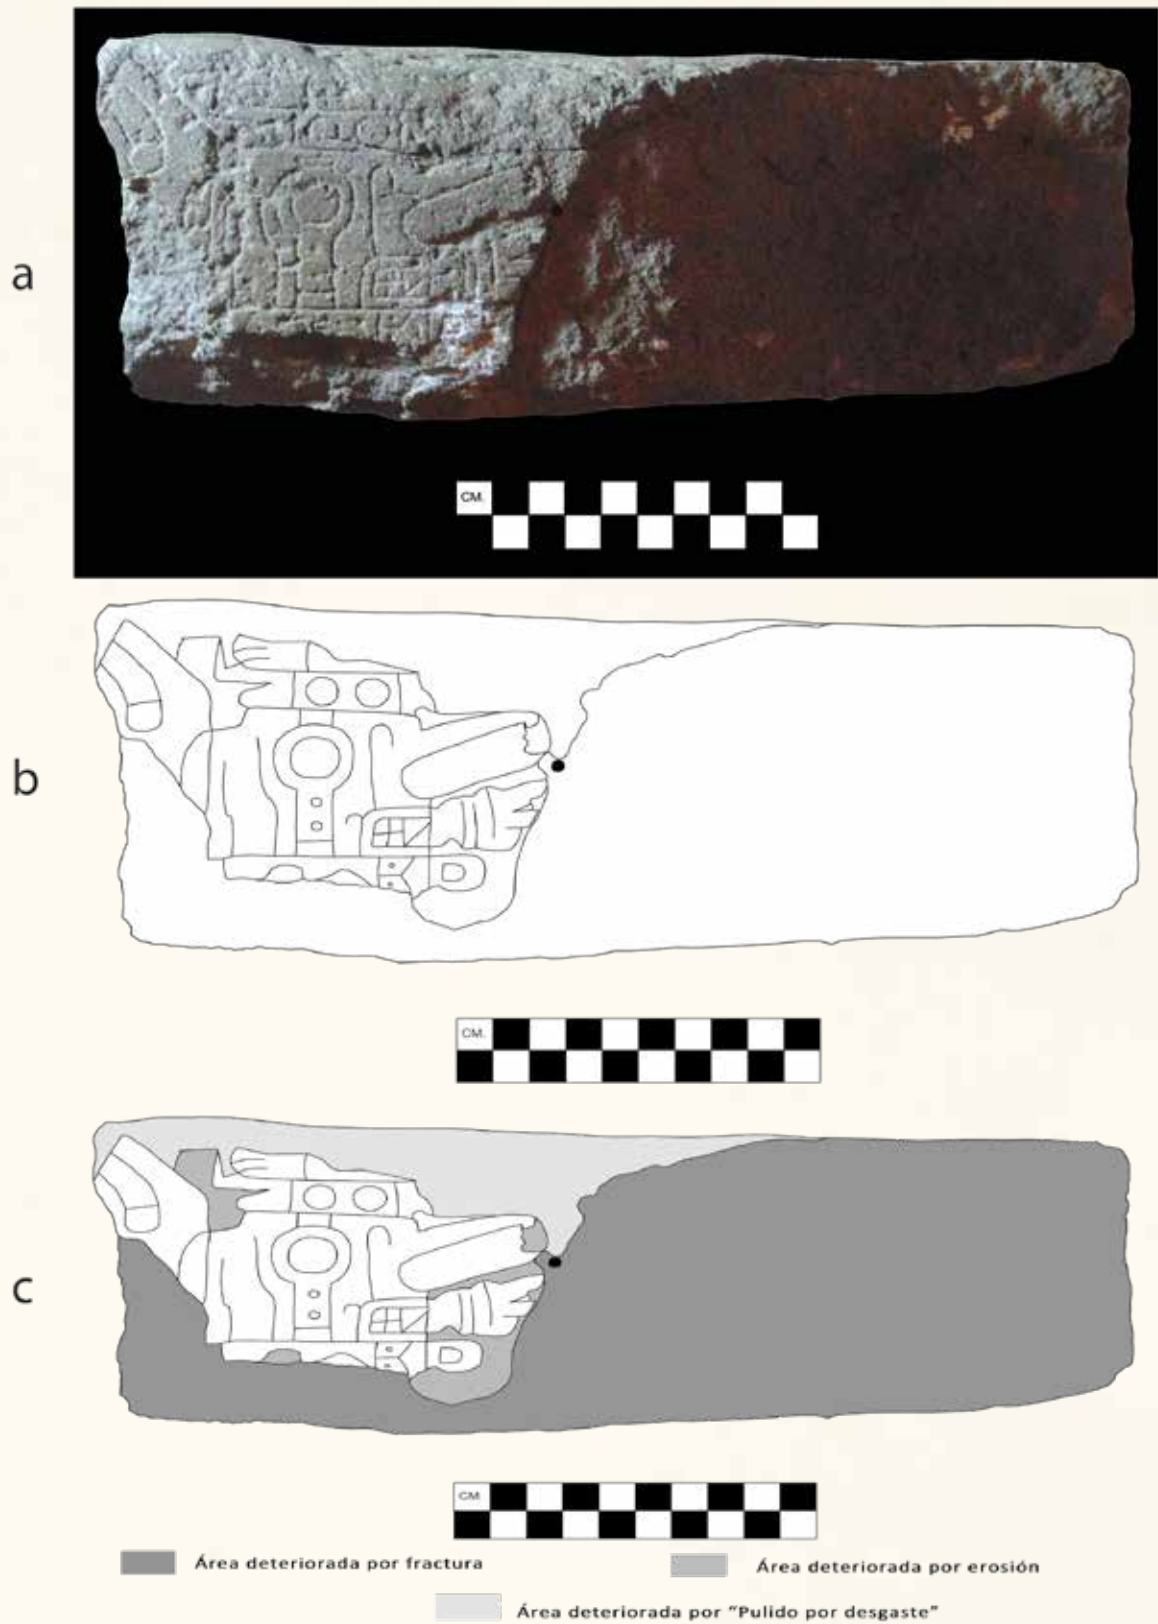 a
CM.
b
CM.
c
CM.
Área deteriorada por fractura
Área deteriorada por erosión
Área deteriorada por “Pulido por desgaste”